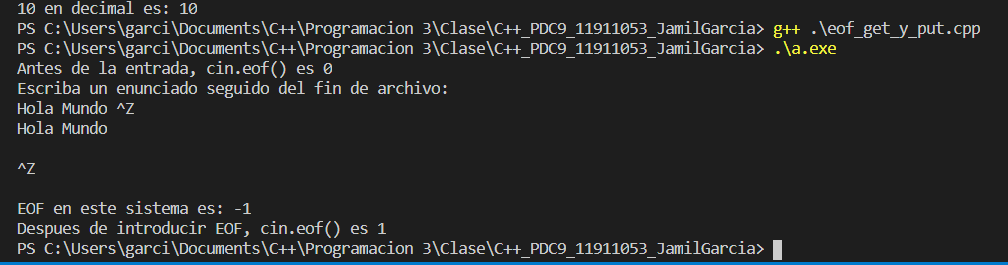 10 en decimal es: 10
PS C:\Users\garci\Documents\C++\Programacion 3\Clase\C++_PDC9_11911053_JamilGarcia> g++ .\eof_get_y_put.cpp
PS C:\Users\garci\Documents\C++\Programacion 3\Clase\C++_PDC9_11911053_JamilGarcia> .\a.exe
Antes de la entrada, cin.eof() es 0
Escriba un enunciado seguido del fin de archivo:
Hola Mundo ^Z
Hola Mundo
^Z
EOF en este sistema es: -1
Despues de introducir EOF, cin.eof() es 1
PS C:\Users\garci\Documents\C++\Programacion 3\Clase\C++_PDC9_11911053_JamilGarcia>